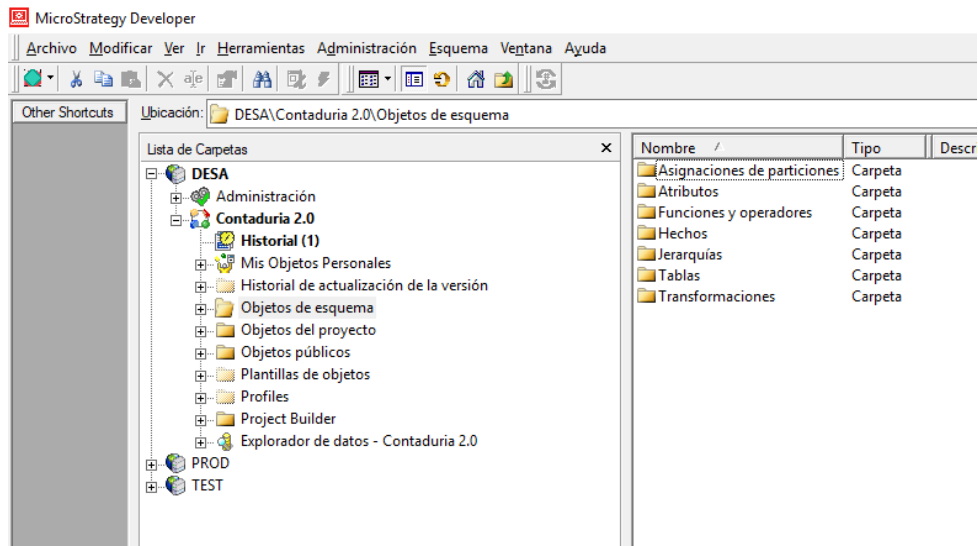 MicroStrategy Developer
Archivo Modificar Ver Ir Herramientas Administración Esquema Ventana Ayuda
Other Shortcuts
Ubicación: DESA\Contaduria 2.0\Objetos de esquema
Lista de Carpetas
DESA
Administración
Contaduria 2.0
Historial (1)
Mis Objetos Personales
Historial de actualización de la versión
Objetos de esquema
Objetos del proyecto
Objetos públicos
Plantillas de objetos
Profiles
Project Builder
Explorador de datos - Contaduria 2.0
PROD
TEST
Nombre Tipo Descr
Asignaciones de particiones Carpeta
Atributos Carpeta
Funciones y operadores Carpeta
Hechos Carpeta
Jerarquías Carpeta
Tablas Carpeta
Transformaciones Carpeta